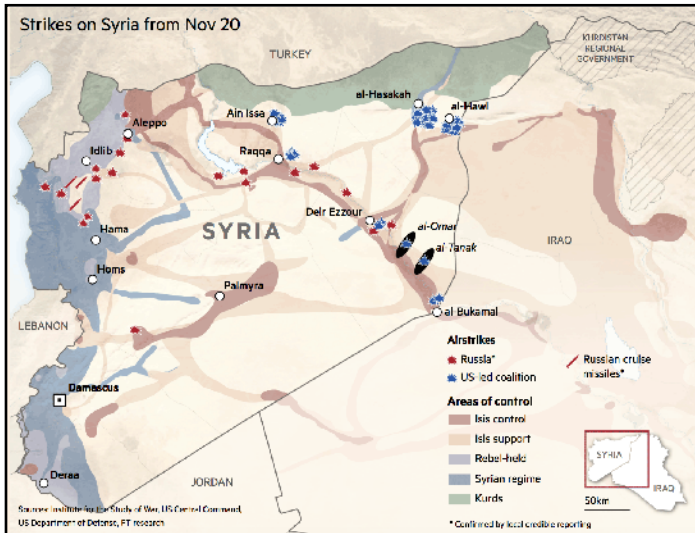 Strikes on Syria from Nov 20
TURKEY
KURDISTAN
REGIONAL
GOVERNMENT
al-Hasakah
al-Hawl
Ain Issa
Aleppo
Idlib
Raqqa
Deir Ezzour
al-Omar
SYRIA
al-Tanak
IRAQ
Hama
Homs
Palmyra
al-Bukamal
LEBANON
Airstrikes
Russia*
Russian cruise
missiles*
US-led coalition
Damascus
Areas of control
Isis control
Isis support
Rebel-held
Syrian regime
Kurds
SYRIA
IRAQ
50km
Deraa
JORDAN
Sources: Institute for the Study of War, US Central Command,
US Department of Defense, FT research
* Confirmed by local credible reporting